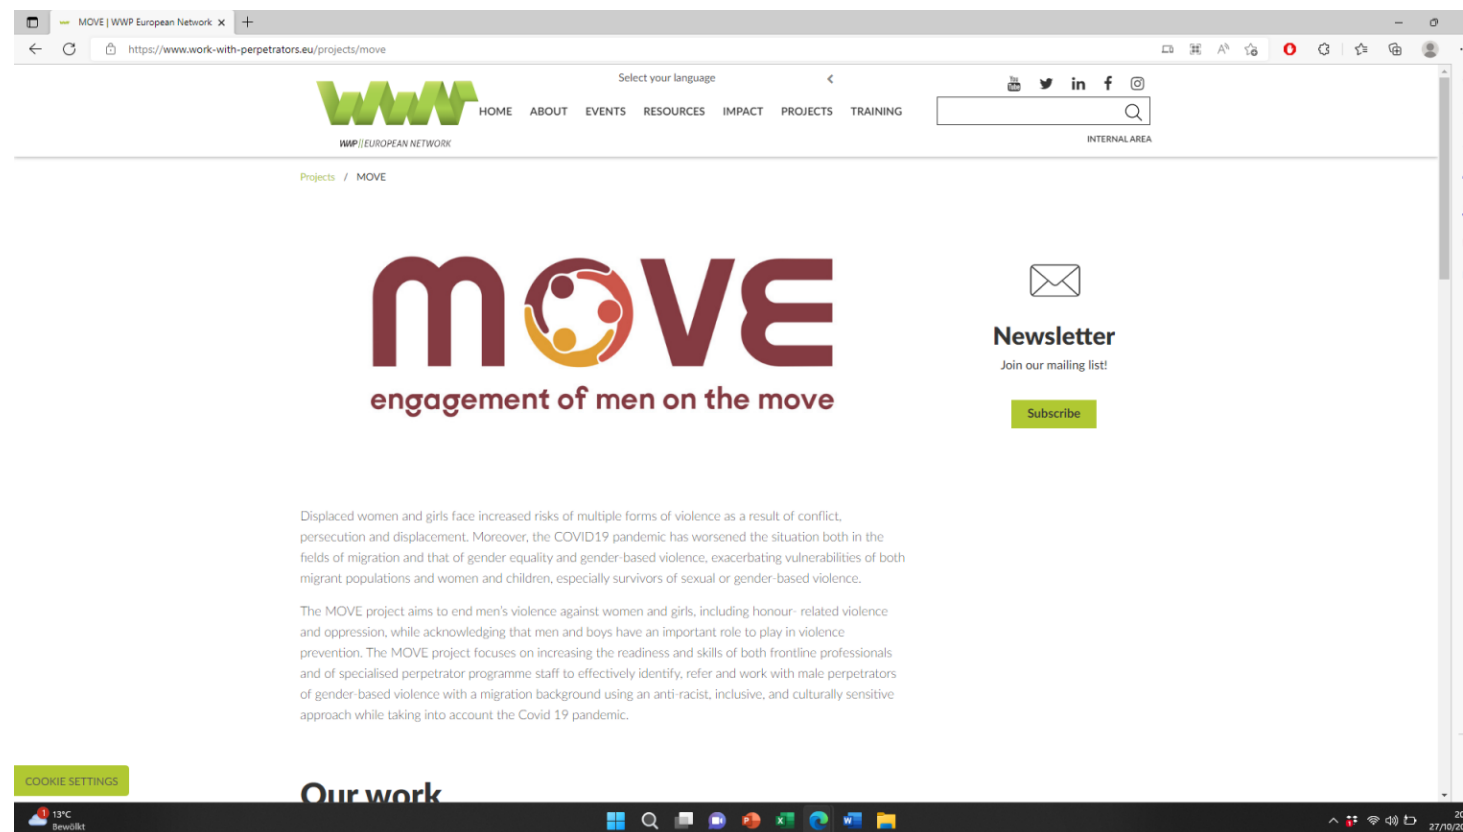 MOVE | WWP European Network
https://www.work-with-perpetrators.eu/projects/move
Select your language
HOME ABOUT EVENTS RESOURCES IMPACT PROJECTS TRAINING
WWP||EUROPEAN NETWORK
INTERNAL AREA
Projects / MOVE
mOVE
engagement of men on the move
Newsletter
Join our mailing list!
Subscribe
Displaced women and girls face increased risks of multiple forms of violence as a result of conflict,
persecution and displacement. Moreover, the COVID19 pandemic has worsened the situation both in the
fields of migration and that of gender equality and gender-based violence, exacerbating vulnerabilities of both
migrant populations and women and children, especially survivors of sexual or gender-based violence.
The MOVE project aims to end men's violence against women and girls, including honour- related violence
and oppression, while acknowledging that men and boys have an important role to play in violence
prevention. The MOVE project focuses on increasing the readiness and skills of both frontline professionals
and of specialised perpetrator programme staff to effectively identify, refer and work with male perpetrators
of gender-based violence with a migration background using an anti-racist, inclusive, and culturally sensitive
approach while taking into account the Covid 19 pandemic.
Our work
COOKIE SETTINGS
1
13°C
Bewölkt
20
27/10/20